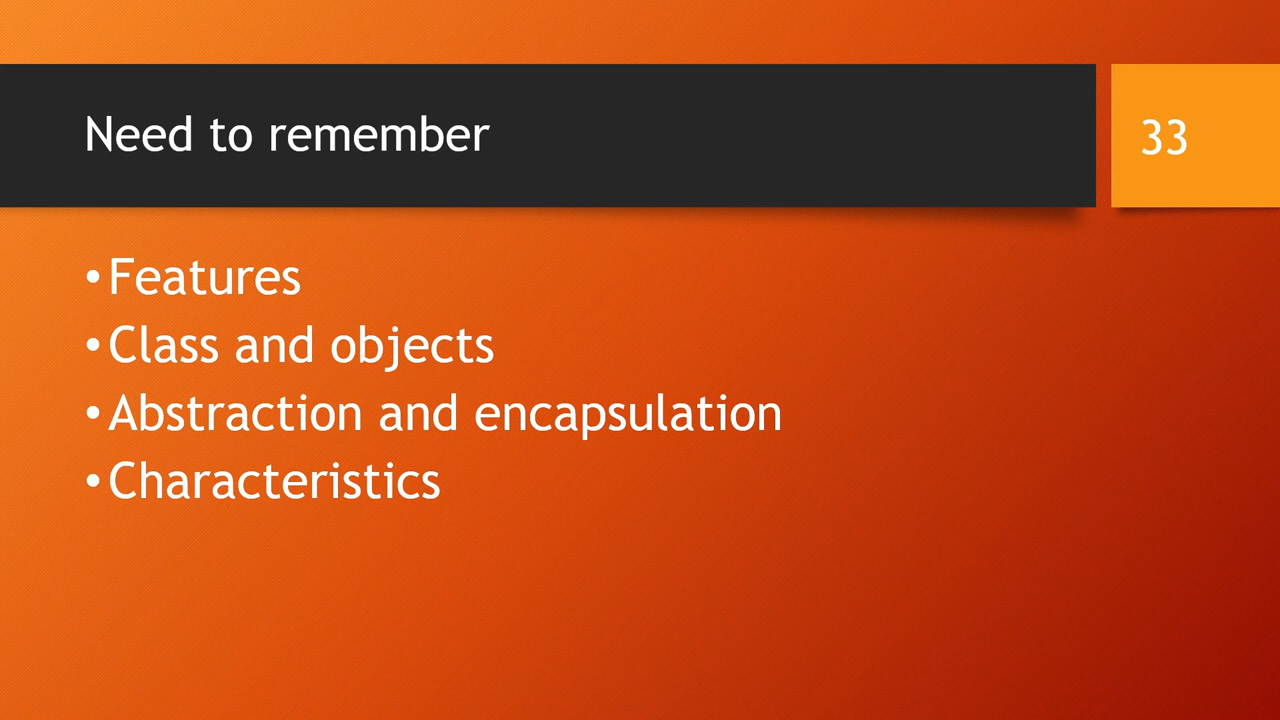 Need to remember
33
•Features
•Class and objects
•Abstraction and encapsulation
•Characteristics